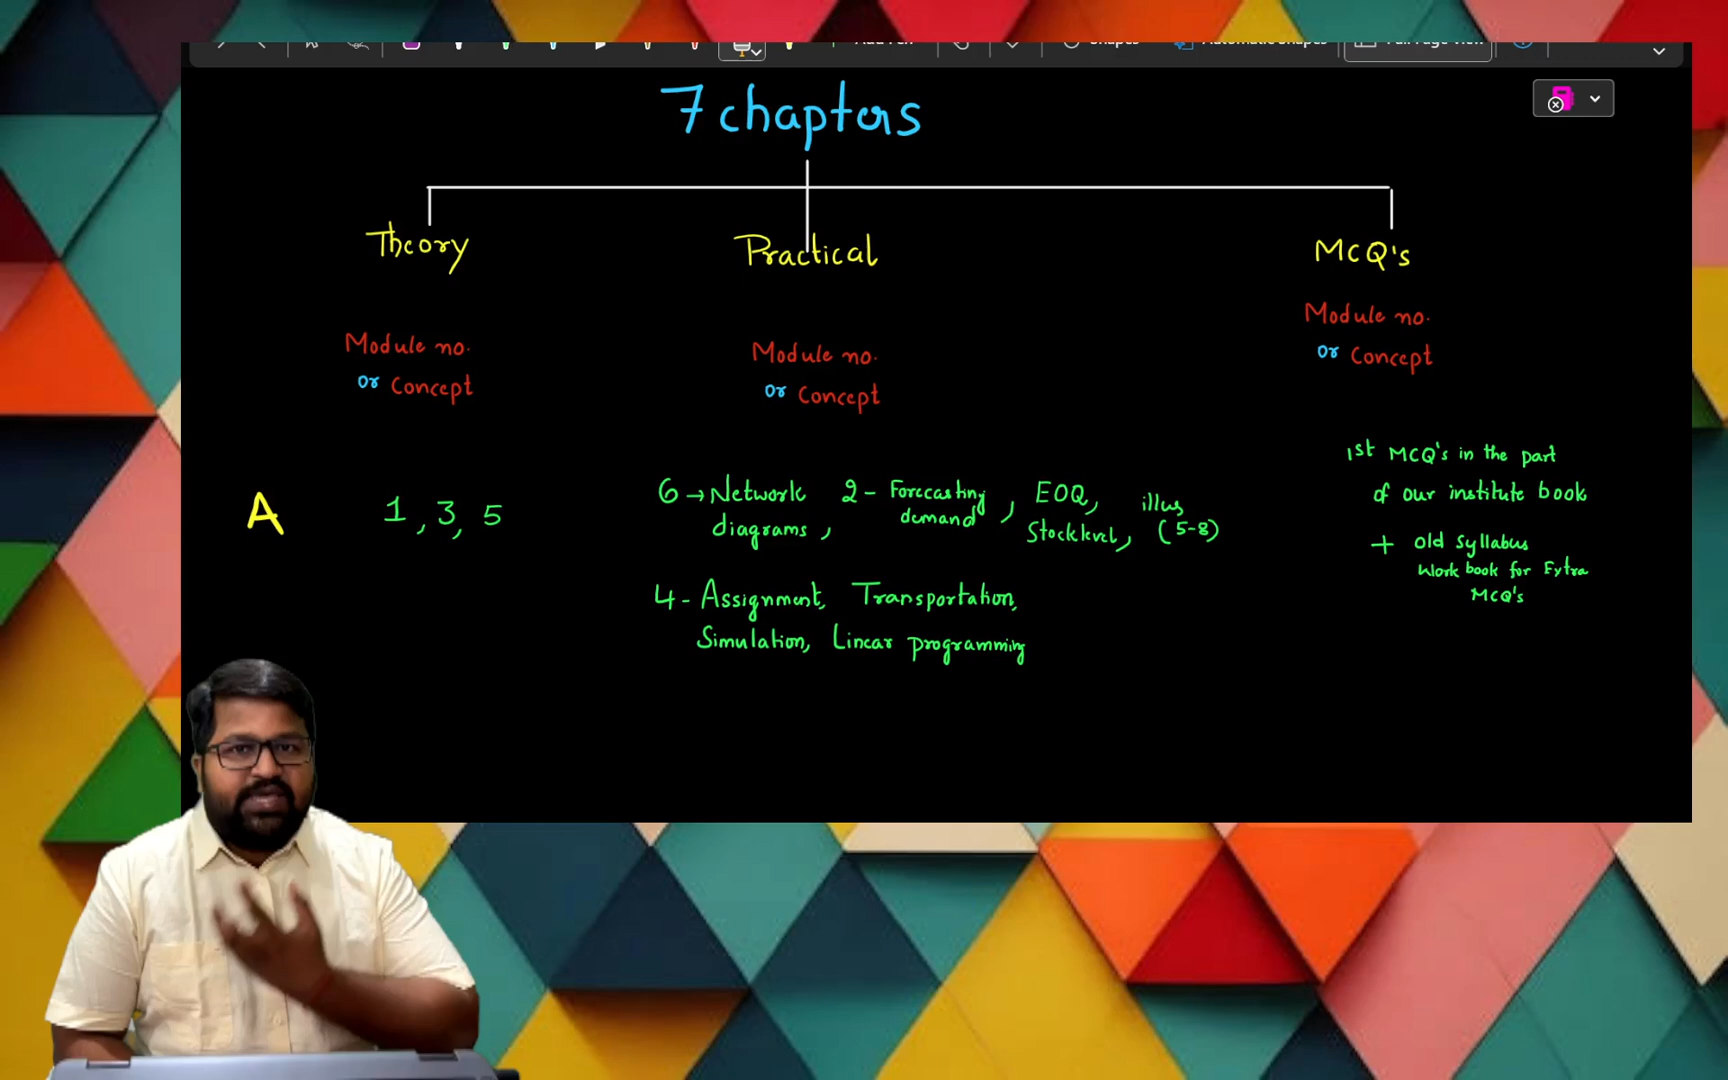 7 chapters
Theory
Practical
MCQ's
Module no.
or Concept
Module no.
or Concept
Module no.
or Concept
A
1, 3, 5
6 → Network
diagrams,
2 - Forecasting
demand,
EOQ,
Stock level,
illus
(5-8)
4 - Assignment, Transportation,
Simulation, Linear programming
1st MCQ's in the part
of our institute book
+ old syllabus
Work book for Extra
MCQ's